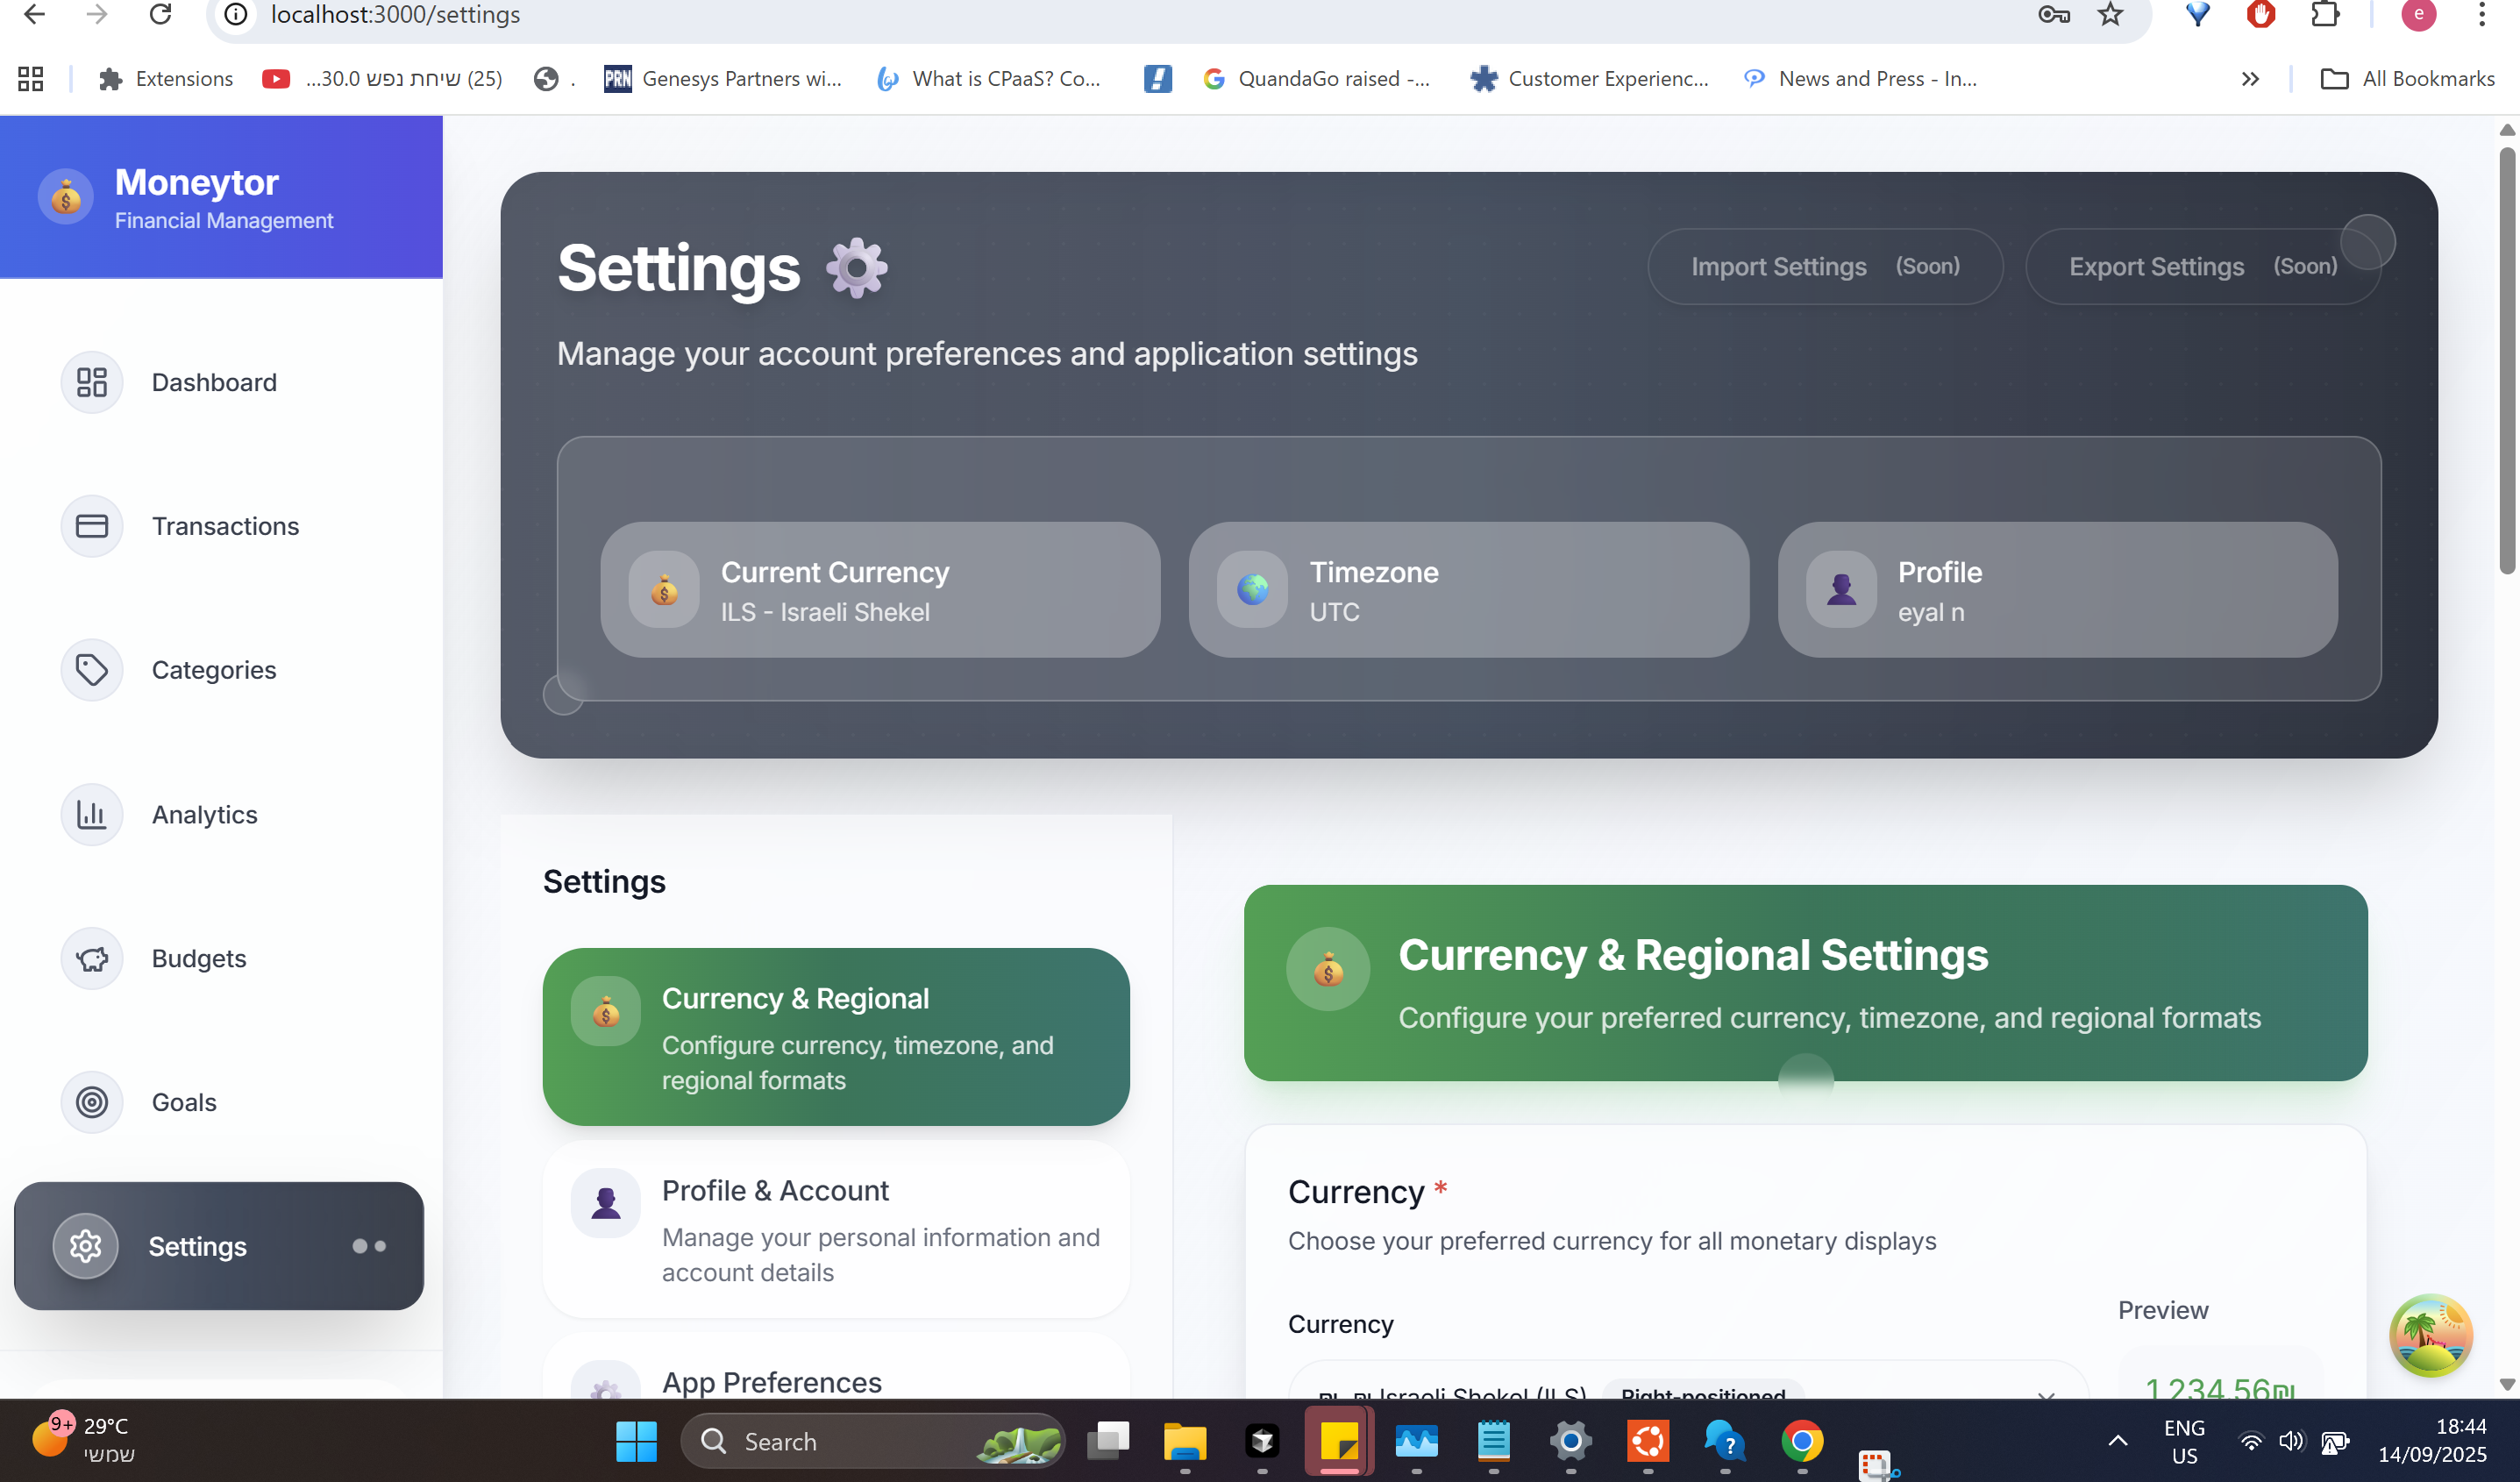 localhost:3000/settings
e
Extensions
...30.0 שיחת נפש (25)
.
PRN
Genesys Partners wi...
What is CPaaS? Co...
QuandaGo raised -...
Customer Experienc...
News and Press - In...
All Bookmarks
Moneytor
Financial Management
Dashboard
Transactions
Categories
Analytics
Budgets
Goals
Settings
Settings
Import Settings (Soon)
Export Settings (Soon)
Manage your account preferences and application settings
Current Currency
ILS - Israeli Shekel
Timezone
UTC
Profile
eyal n
Settings
Currency & Regional
Configure currency, timezone, and
regional formats
Profile & Account
Manage your personal information and
account details
App Preferences
Currency & Regional Settings
Configure your preferred currency, timezone, and regional formats
Currency *
Choose your preferred currency for all monetary displays
Currency
Preview
₪ ₪ Israeli Shekel (ILS) Right-positioned
1,234.56₪
9+
29°C
שמשי
Search
ENG
US
18:44
14/09/2025